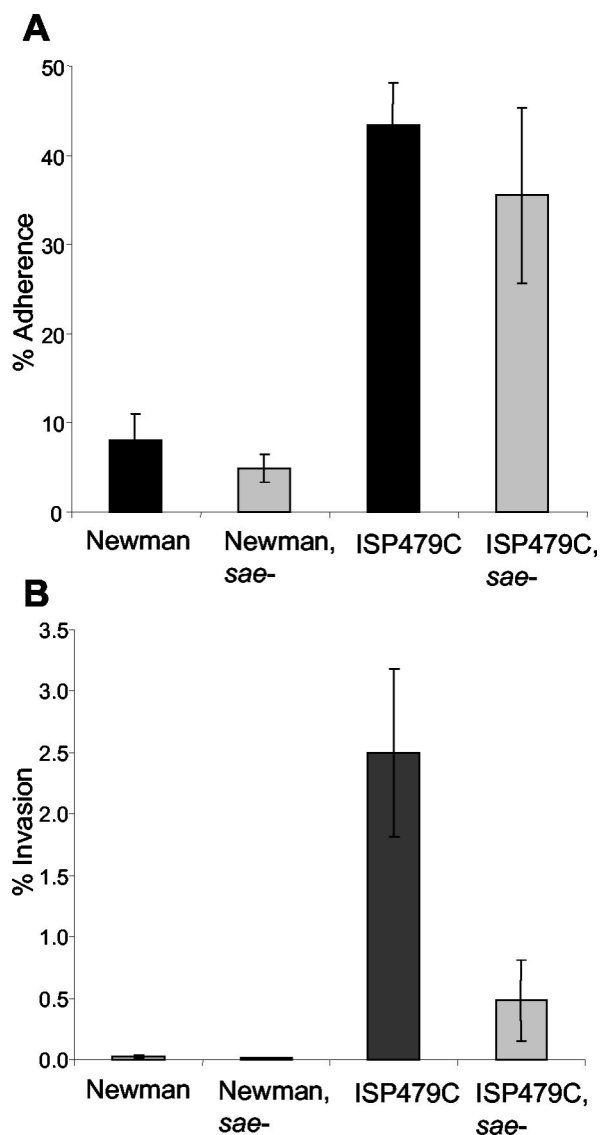 A
50
40
30
20
10
0
% Adherence
Newman
Newman,
sae-
ISP479C
ISP479C,
sae-
B
3.5
3.0
2.5
2.0
1.5
1.0
0.5
0.0
% Invasion
Newman
Newman,
sae-
ISP479C
ISP479C,
sae-